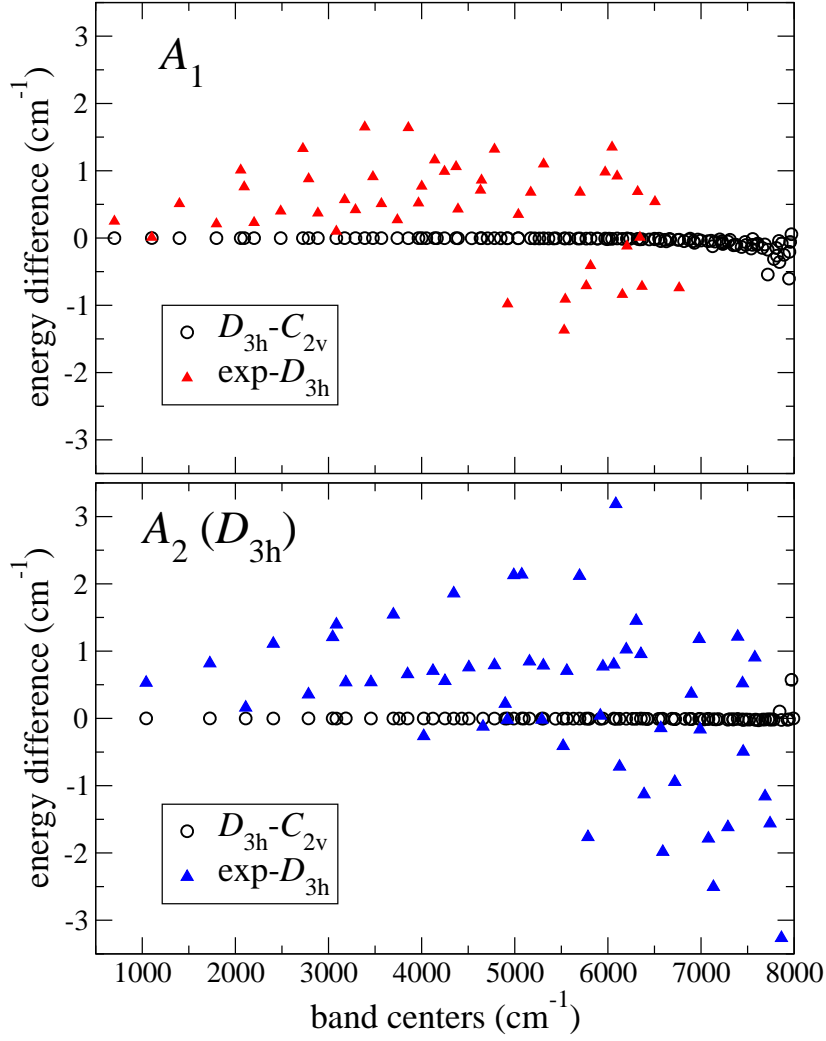 3
2
1
0
-1
-2
-3
energy difference (cm⁻¹)
A₁
D₃ₕ-C₂ᵥ
exp-D₃ₕ
3
2
1
0
-1
-2
-3
energy difference (cm⁻¹)
A₂ (D₃ₕ)
D₃ₕ-C₂ᵥ
exp-D₃ₕ
1000 2000 3000 4000 5000 6000 7000 8000
band centers (cm⁻¹)